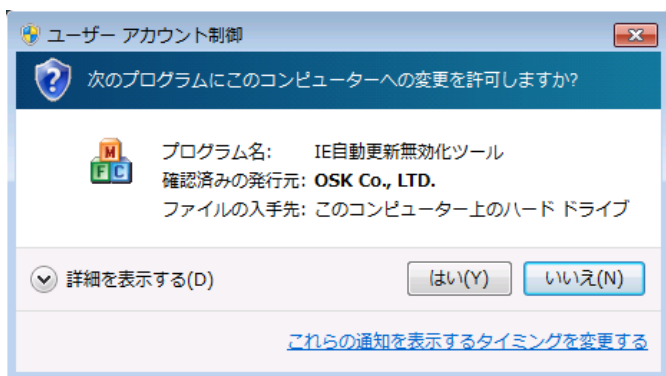 ユーザー アカウント制御
次のプログラムにこのコンピューターへの変更を許可しますか?
プログラム名: IE自動更新無効化ツール
確認済みの発行元: OSK Co., LTD.
ファイルの入手先: このコンピューター上のハード ドライブ
M
F C
詳細を表示する(D)
はい(Y) いいえ(N)
これらの通知を表示するタイミングを変更する